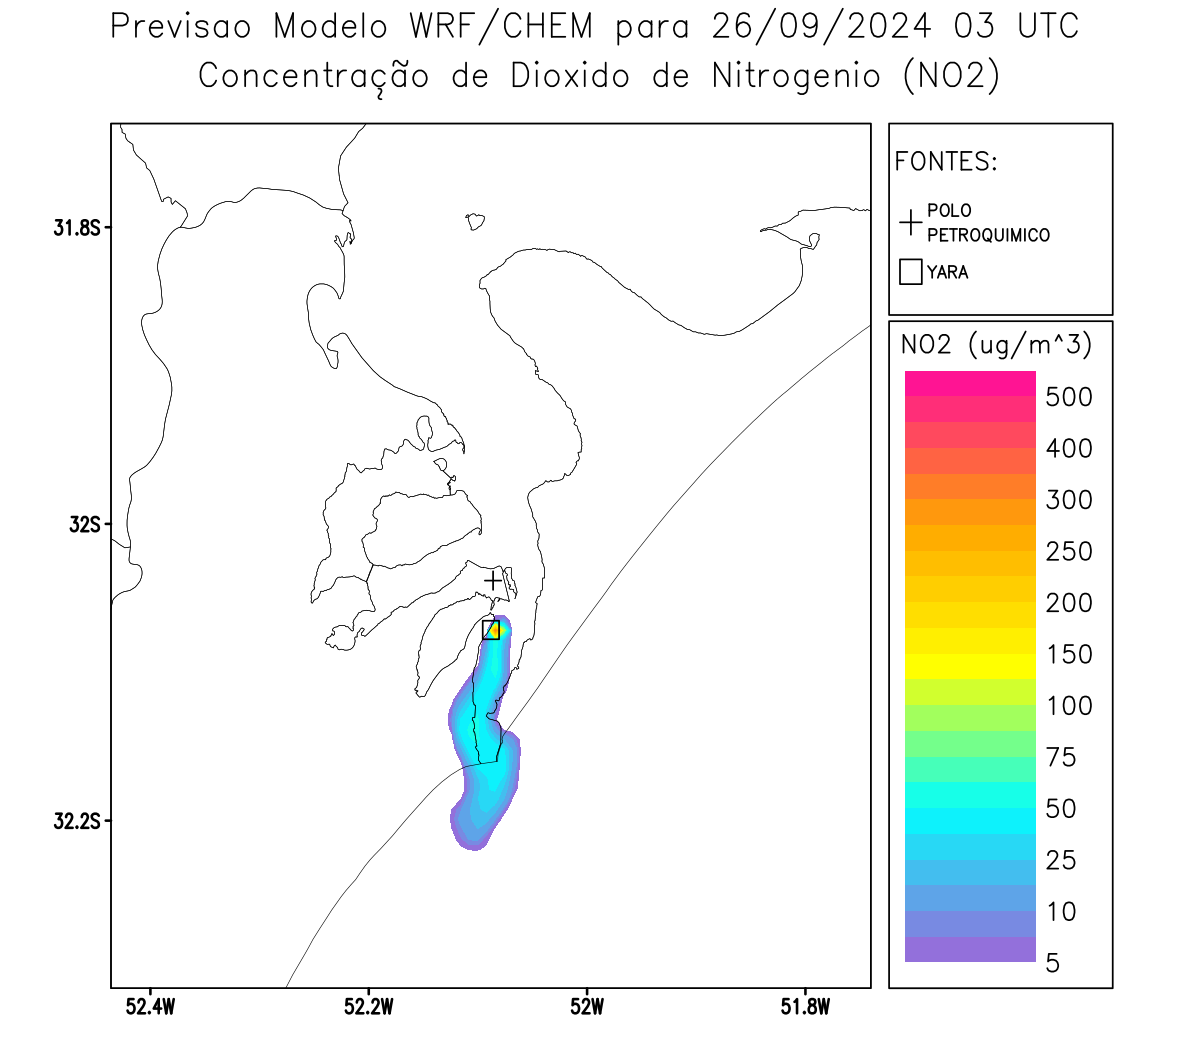 Previsao Modelo WRF/CHEM para 26/09/2024 03 UTC
Concentração de Dioxido de Nitrogenio (NO2)
FONTES:
POLO
PETROQUIMICO
YARA
NO2 (ug/m^3)
500
400
300
250
200
150
100
75
50
25
10
5
31.8S
32S
32.2S
52.4W
52.2W
52W
51.8W